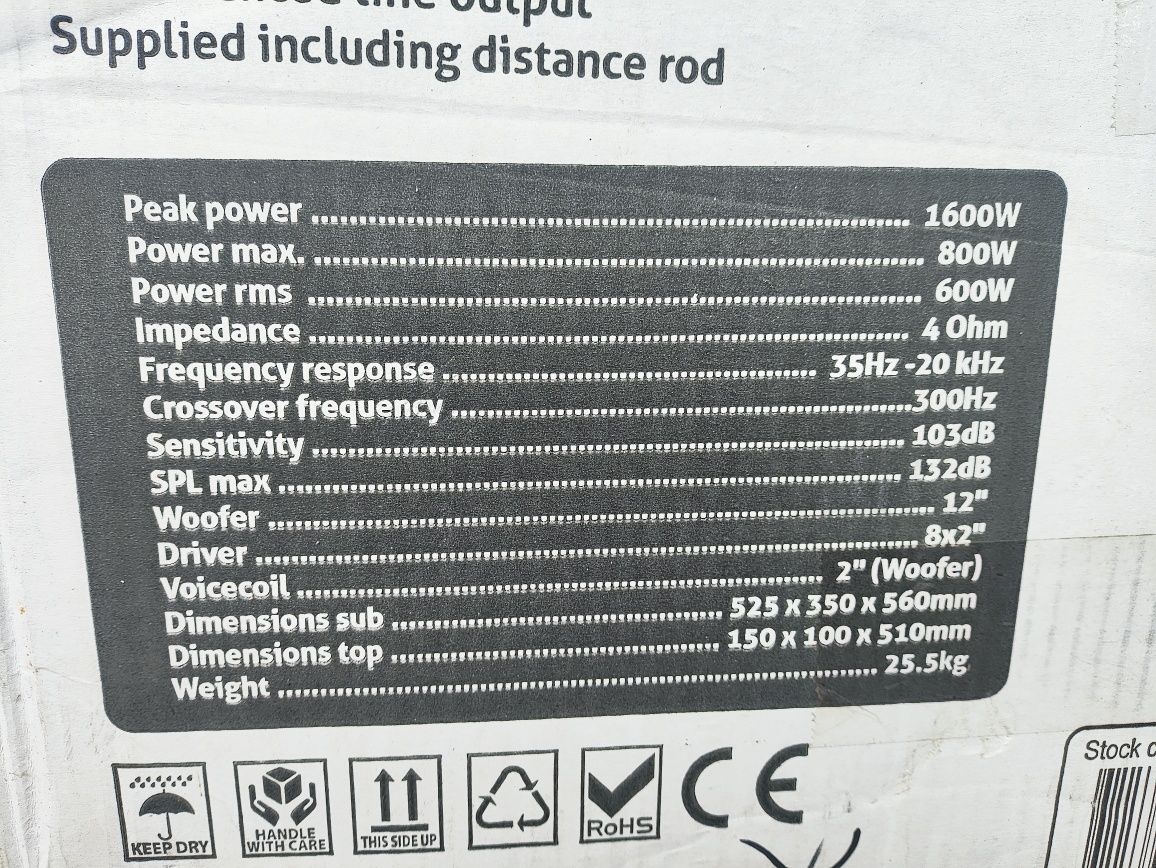 line output
Supplied including distance rod
Peak power ........ 1600W
Power max. ........ 800W
Power rms ........ 600W
Impedance ........ 4 Ohm
Frequency response ........ 35Hz -20 kHz
Crossover frequency ........ 300Hz
Sensitivity ........ 103dB
SPL max ........ 132dB
Woofer ........ 12"
Driver ........ 8x2"
Voicecoil ........ 2" (Woofer)
Dimensions sub ........ 525 x 350 x 560mm
Dimensions top ........ 150 x 100 x 510mm
Weight ........ 25.5kg
Stock
KEEP DRY
HANDLE
WITH CARE
THIS SIDE UP
RoHS
CE